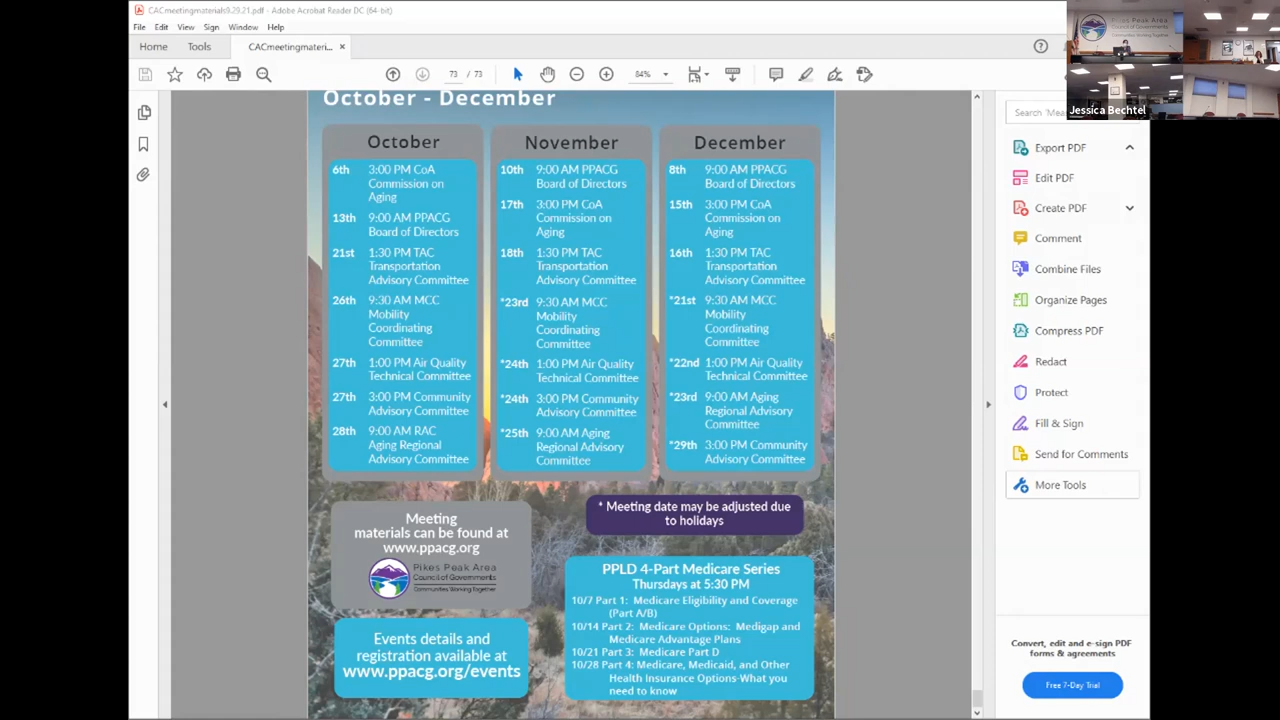 CACmeetingmaterials9.29.21.pdf - Adobe Acrobat Reader DC (64-bit)
File Edit View Sign Window Help
Home Tools CACmeetingmateri... ×
73 / 73 84%
October - December
October
6th 3:00 PM CoA
Commission on
Aging
13th 9:00 AM PPACG
Board of Directors
21st 1:30 PM TAC
Transportation
Advisory Committee
26th 9:30 AM MCC
Mobility
Coordinating
Committee
27th 1:00 PM Air Quality
Technical Committee
27th 3:00 PM Community
Advisory Committee
28th 9:00 AM RAC
Aging Regional
Advisory Committee
November
10th 9:00 AM PPACG
Board of Directors
17th 3:00 PM CoA
Commission on
Aging
18th 1:30 PM TAC
Transportation
Advisory Committee
*23rd 9:30 AM MCC
Mobility
Coordinating
Committee
*24th 1:00 PM Air Quality
Technical Committee
*24th 3:00 PM Community
Advisory Committee
*25th 9:00 AM Aging
Regional Advisory
Committee
December
8th 9:00 AM PPACG
Board of Directors
15th 3:00 PM CoA
Commission on
Aging
16th 1:30 PM TAC
Transportation
Advisory Committee
*21st 9:30 AM MCC
Mobility
Coordinating
Committee
*22nd 1:00 PM Air Quality
Technical Committee
*23rd 9:00 AM Aging
Regional Advisory
Committee
*29th 3:00 PM Community
Advisory Committee
Meeting
materials can be found at
www.ppacg.org
Pikes Peak Area
Council of Governments
Communities Working Together
Events details and
registration available at
www.ppacg.org/events
* Meeting date may be adjusted due
to holidays
PPLD 4-Part Medicare Series
Thursdays at 5:30 PM
10/7 Part 1: Medicare Eligibility and Coverage
(Part A/B)
10/14 Part 2: Medicare Options: Medigap and
Medicare Advantage Plans
10/21 Part 3: Medicare Part D
10/28 Part 4: Medicare, Medicaid, and Other
Health Insurance Options-What you
need to know
Pikes Peak Area
Council of Governments
Communities Working Together
Jessica Bechtel
Search 'Mea
Export PDF
Edit PDF
Create PDF
Comment
Combine Files
Organize Pages
Compress PDF
Redact
Protect
Fill & Sign
Send for Comments
More Tools
Convert, edit and e-sign PDF
forms & agreements
Free 7-Day Trial